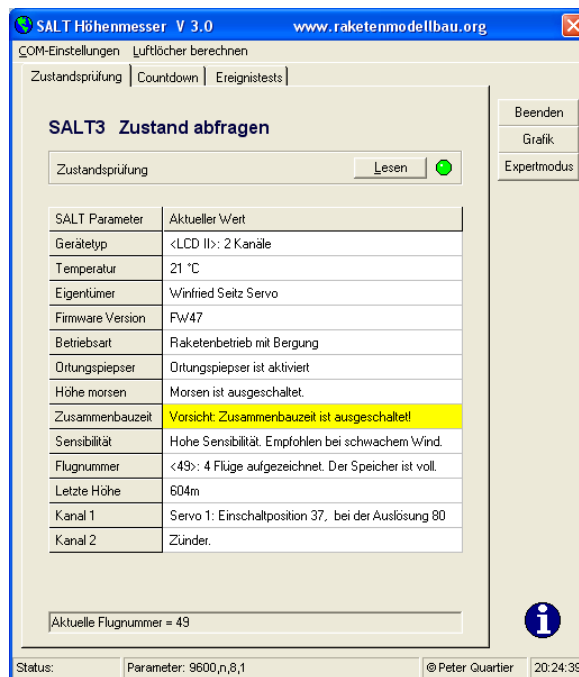 SALT Höhenmesser V 3.0 www.raketenmodellbau.org
COM-Einstellungen Luftlöcher berechnen
Zustandsprüfung Countdown Ereignistests
Beenden
Grafik
Expertmodus
SALT3 Zustand abfragen
Zustandsprüfung Lesen
SALT Parameter Aktueller Wert
Gerätetyp <LCD II>: 2 Kanäle
Temperatur 21 °C
Eigentümer Winfried Seitz Servo
Firmware Version FW47
Betriebsart Raketenbetrieb mit Bergung
Ortungspiepser Ortungspiepser ist aktiviert
Höhe morsen Morsen ist ausgeschaltet.
Zusammenbauzeit Vorsicht: Zusammenbauzeit ist ausgeschaltet!
Sensibilität Hohe Sensibilität. Empfohlen bei schwachem Wind.
Flugnummer <49>: 4 Flüge aufgezeichnet. Der Speicher ist voll.
Letzte Höhe 604m
Kanal 1 Servo 1: Einschaltposition 37, bei der Auslösung 80
Kanal 2 Zünder.
Aktuelle Flugnummer = 49
Status: Parameter: 9600,n,8,1 © Peter Quartier 20:24:39